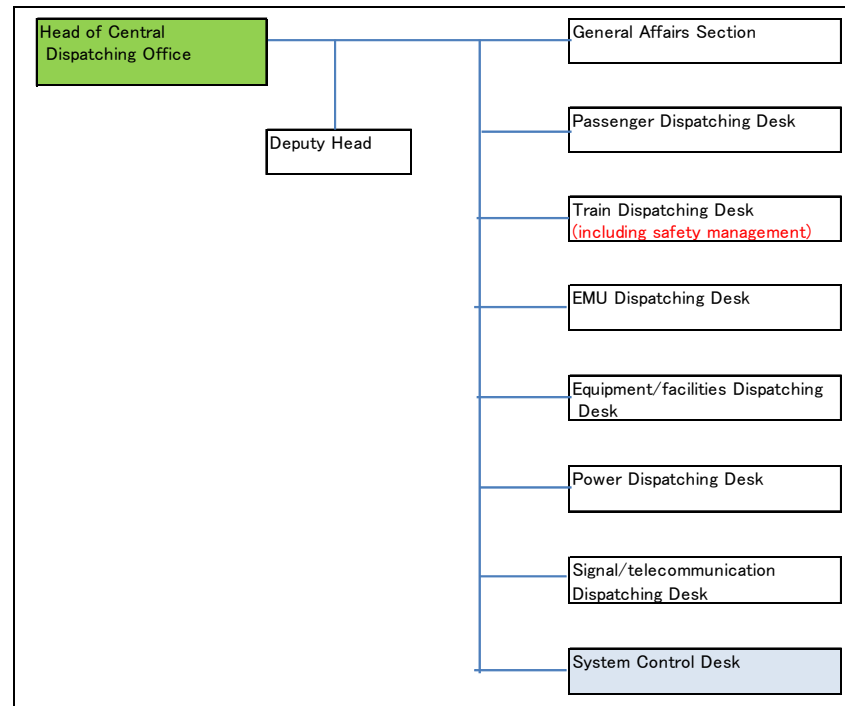 Head of Central
Dispatching Office
General Affairs Section
Passenger Dispatching Desk
Deputy Head
Train Dispatching Desk
(including safety management)
EMU Dispatching Desk
Equipment/facilities Dispatching
Desk
Power Dispatching Desk
Signal/telecommunication
Dispatching Desk
System Control Desk